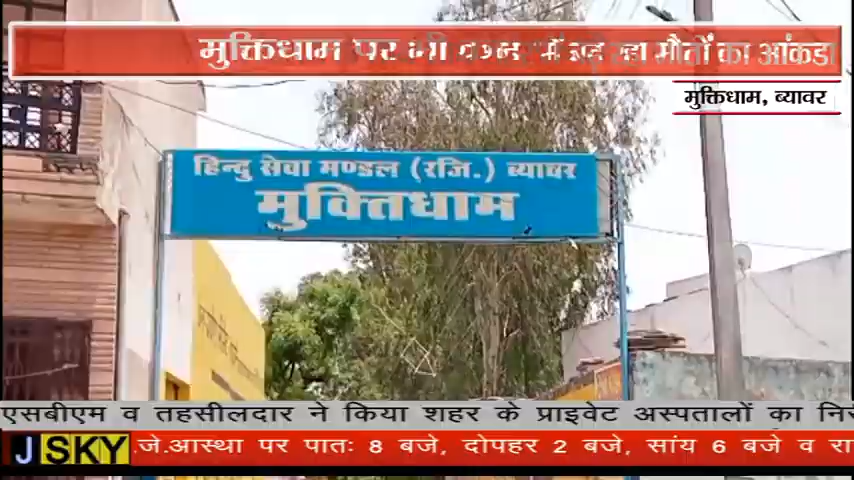 मुक्तिधाम पर मौतों का आंकडा
मुक्तिधाम, ब्यावर
हिन्दु सेवा मण्डल (रजि.) ब्यावर
मुक्तिधाम
एसबीएम व तहसीलदार ने किया शहर के प्राइवेट अस्पतालों का
J SKY जे.आस्था पर पातः 8 बजे, दोपहर 2 बजे, सांय 6 बजे व